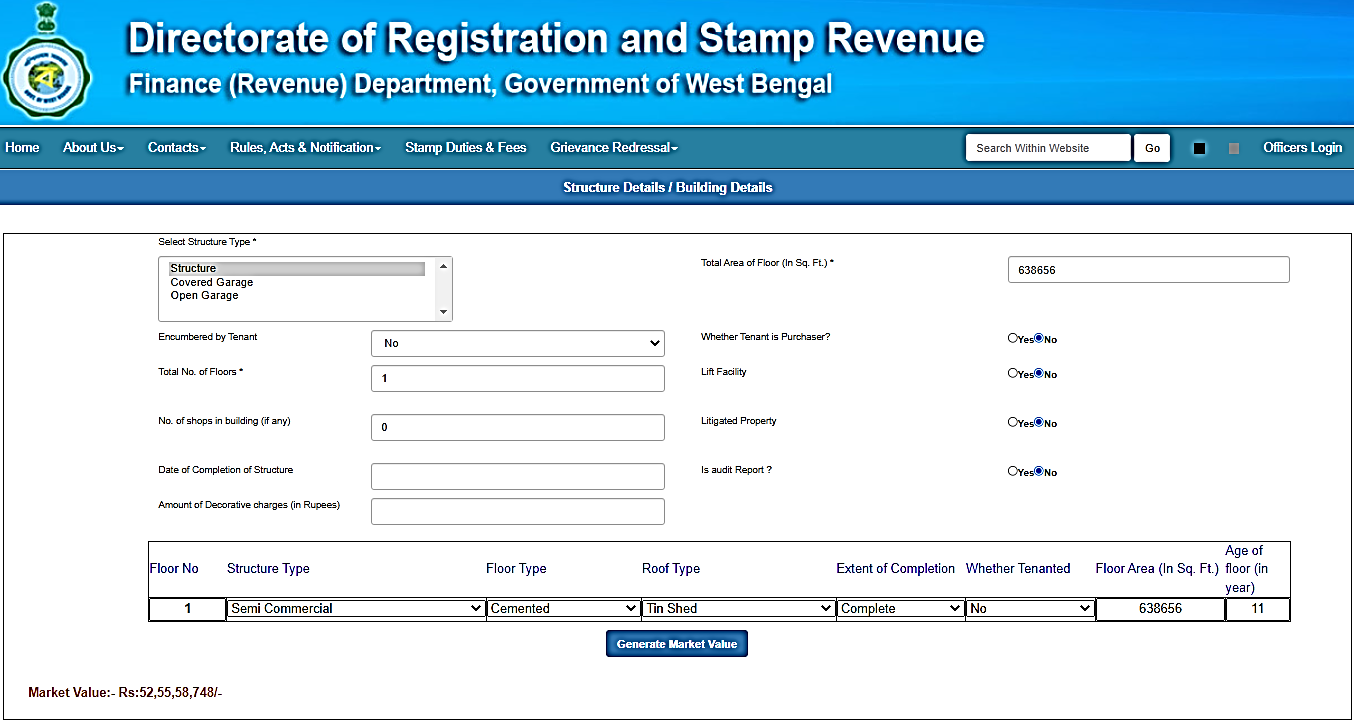 Directorate of Registration and Stamp Revenue
Finance (Revenue) Department, Government of West Bengal
Home About Us Contacts Rules, Acts & Notification Stamp Duties & Fees Grievance Redressal Search Within Website Go Officers Login
Structure Details / Building Details
Select Structure Type *
Structure
Covered Garage
Open Garage
Total Area of Floor (In Sq. Ft.) * 638656
Encumbered by Tenant No Whether Tenant is Purchaser? Yes No
Total No. of Floors * 1 Lift Facility Yes No
No. of shops in building (if any) 0 Litigated Property Yes No
Date of Completion of Structure Is audit Report ? Yes No
Amount of Decorative charges (in Rupees)
Floor No Structure Type Floor Type Roof Type Extent of Completion Whether Tenanted Floor Area (In Sq. Ft.) Age of floor (in year)
1 Semi Commercial Cemented Tin Shed Complete No 638656 11
Generate Market Value
Market Value:- Rs:52,55,58,748/-